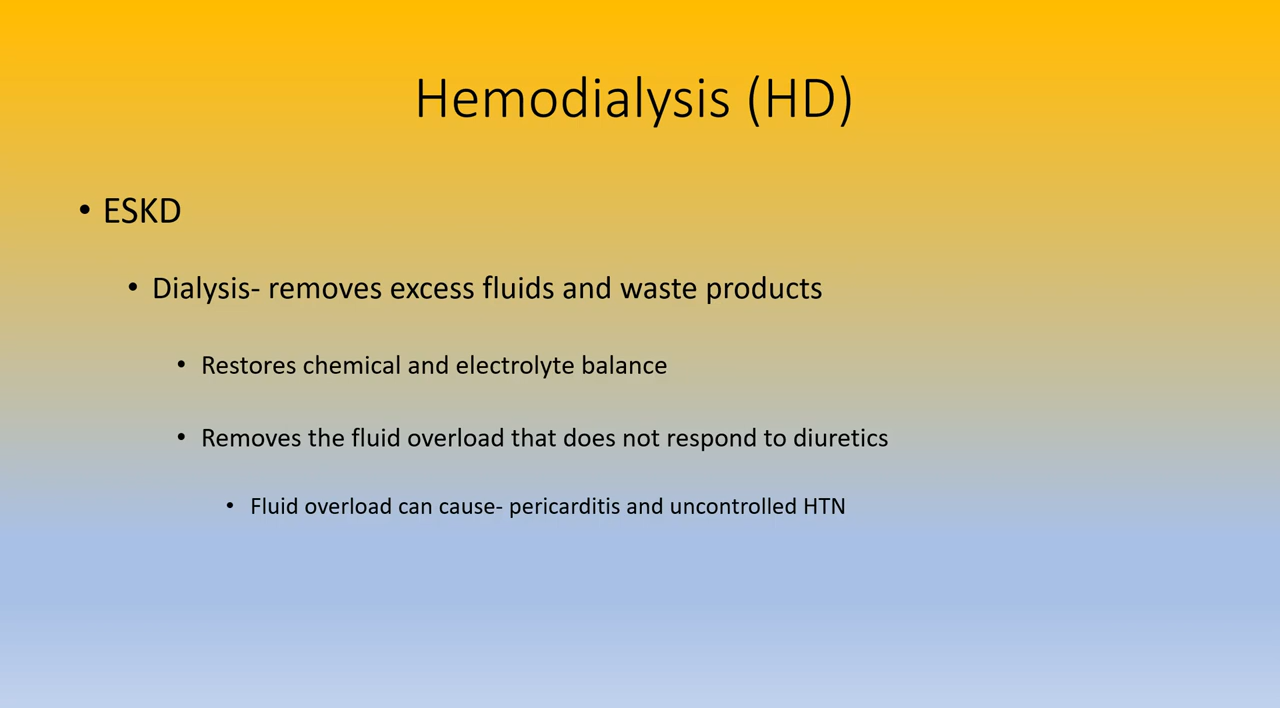 Hemodialysis (HD)
• ESKD
• Dialysis- removes excess fluids and waste products
• Restores chemical and electrolyte balance
• Removes the fluid overload that does not respond to diuretics
• Fluid overload can cause- pericarditis and uncontrolled HTN